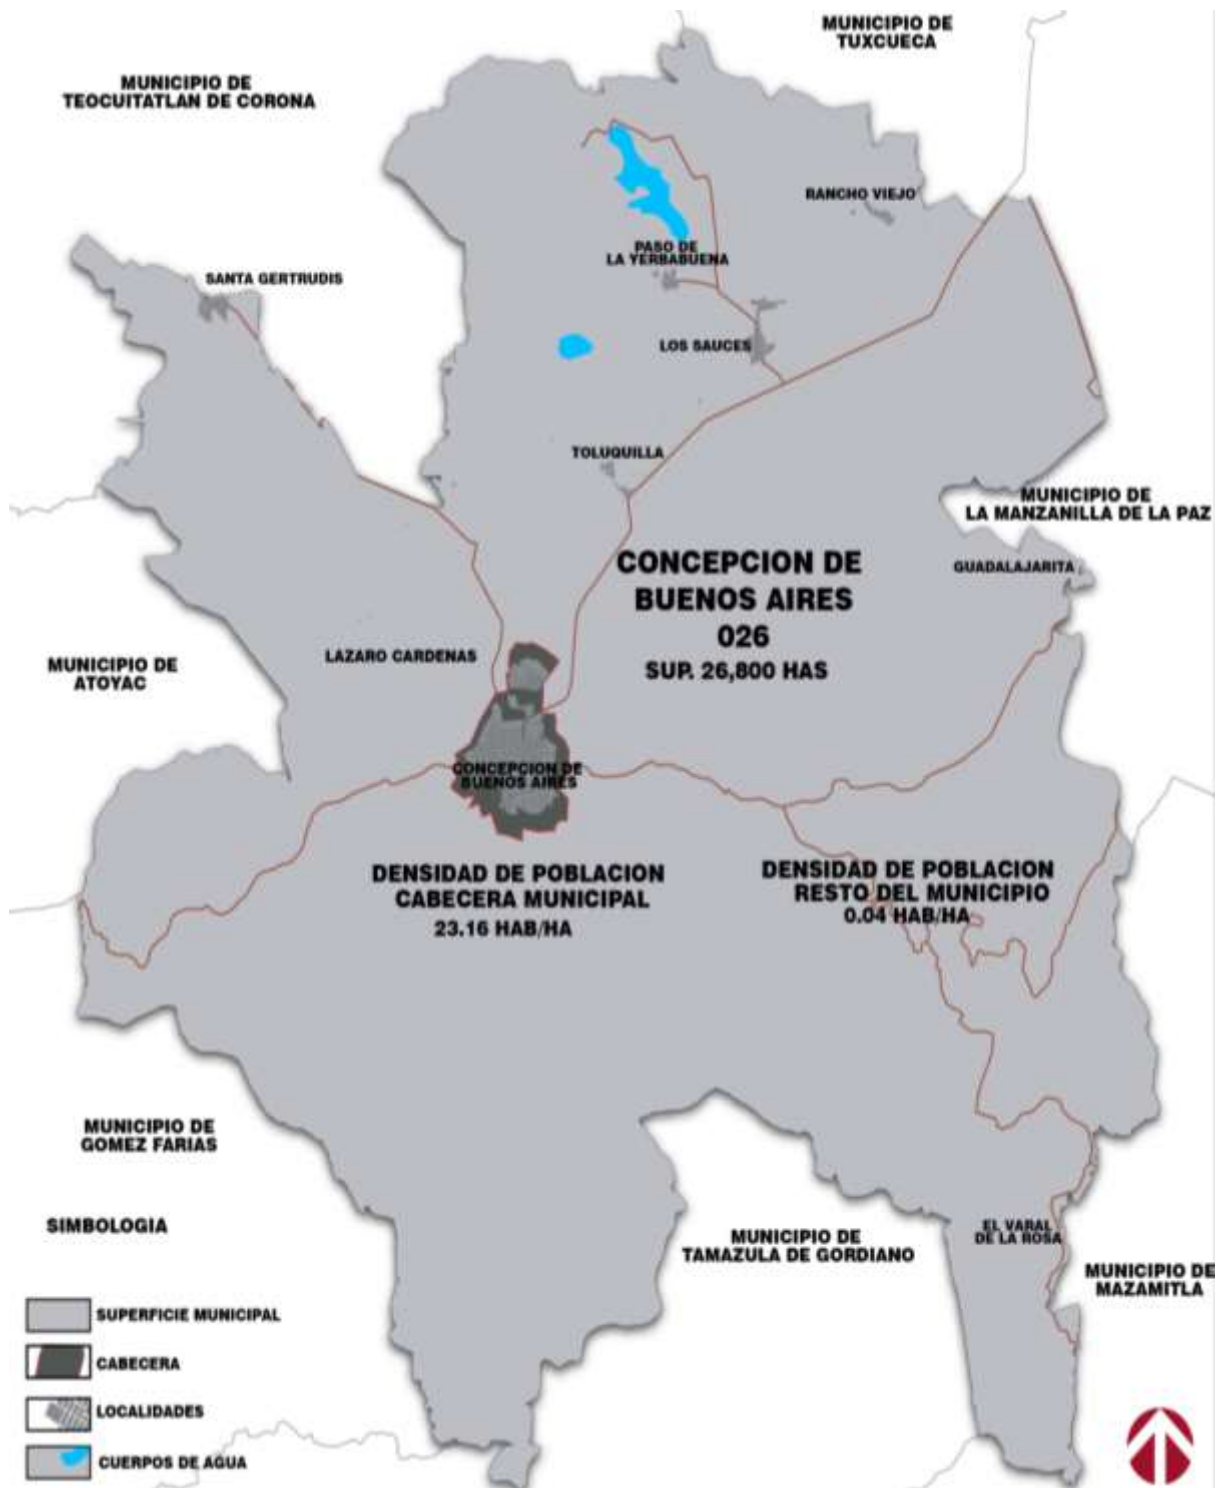 MUNICIPIO DE
TUXCUECA
MUNICIPIO DE
TEOCUITATLAN DE CORONA
RANCHO VIEJO
PASO DE
LA YERBABUENA
SANTA GERTRUDIS
LOS SAUCES
TOLUQUILLA
MUNICIPIO DE
LA MANZANILLA DE LA PAZ
CONCEPCION DE
BUENOS AIRES
026
SUP. 26,800 HAS
GUADALAJARITA
LAZARO CARDENAS
MUNICIPIO DE
ATOYAC
CONCEPCION DE
BUENOS AIRES
DENSIDAD DE POBLACION
CABECERA MUNICIPAL
23.16 HAB/HA
DENSIDAD DE POBLACION
RESTO DEL MUNICIPIO
0.04 HAB/HA
MUNICIPIO DE
GOMEZ FARIAS
SIMBOLOGIA
MUNICIPIO DE
TAMAZULA DE GORDIANO
EL VARAL
DE LA ROSA
MUNICIPIO DE
MAZAMITLA
SUPERFICIE MUNICIPAL
CABECERA
LOCALIDADES
CUERPOS DE AGUA